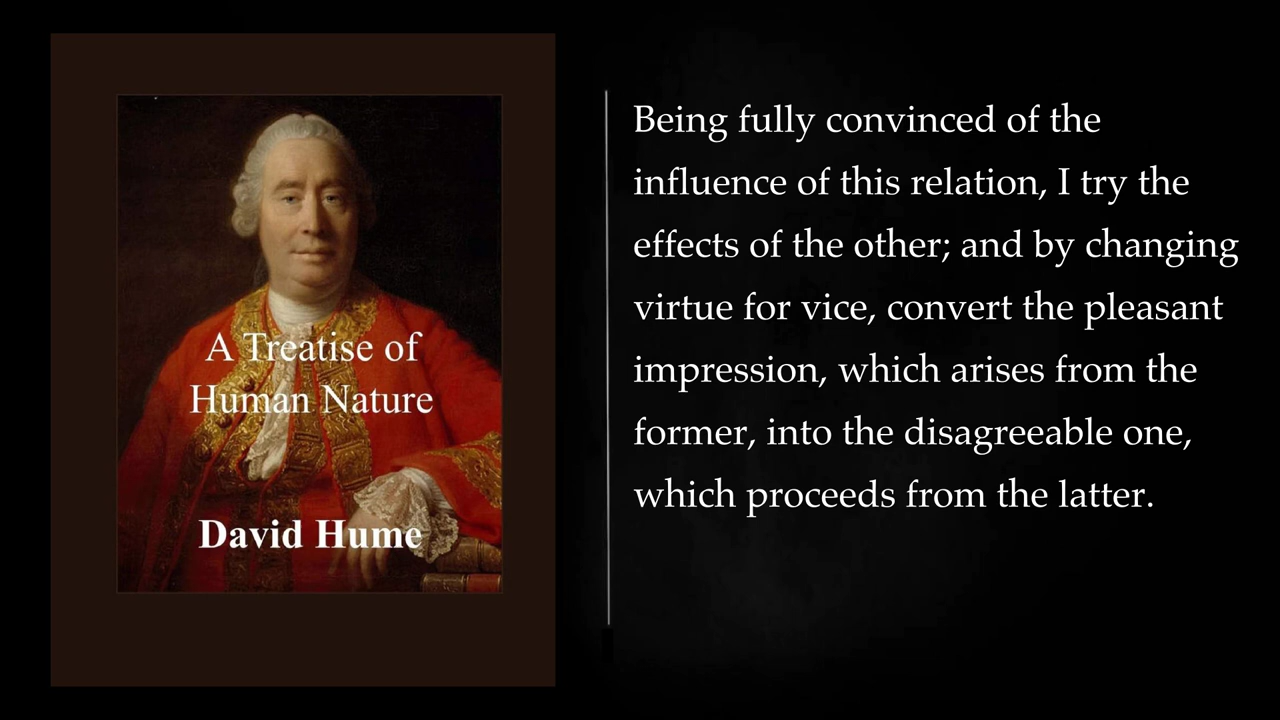 A Treatise of
Human Nature
David Hume
Being fully convinced of the
influence of this relation, I try the
effects of the other; and by changing
virtue for vice, convert the pleasant
impression, which arises from the
former, into the disagreeable one,
which proceeds from the latter.